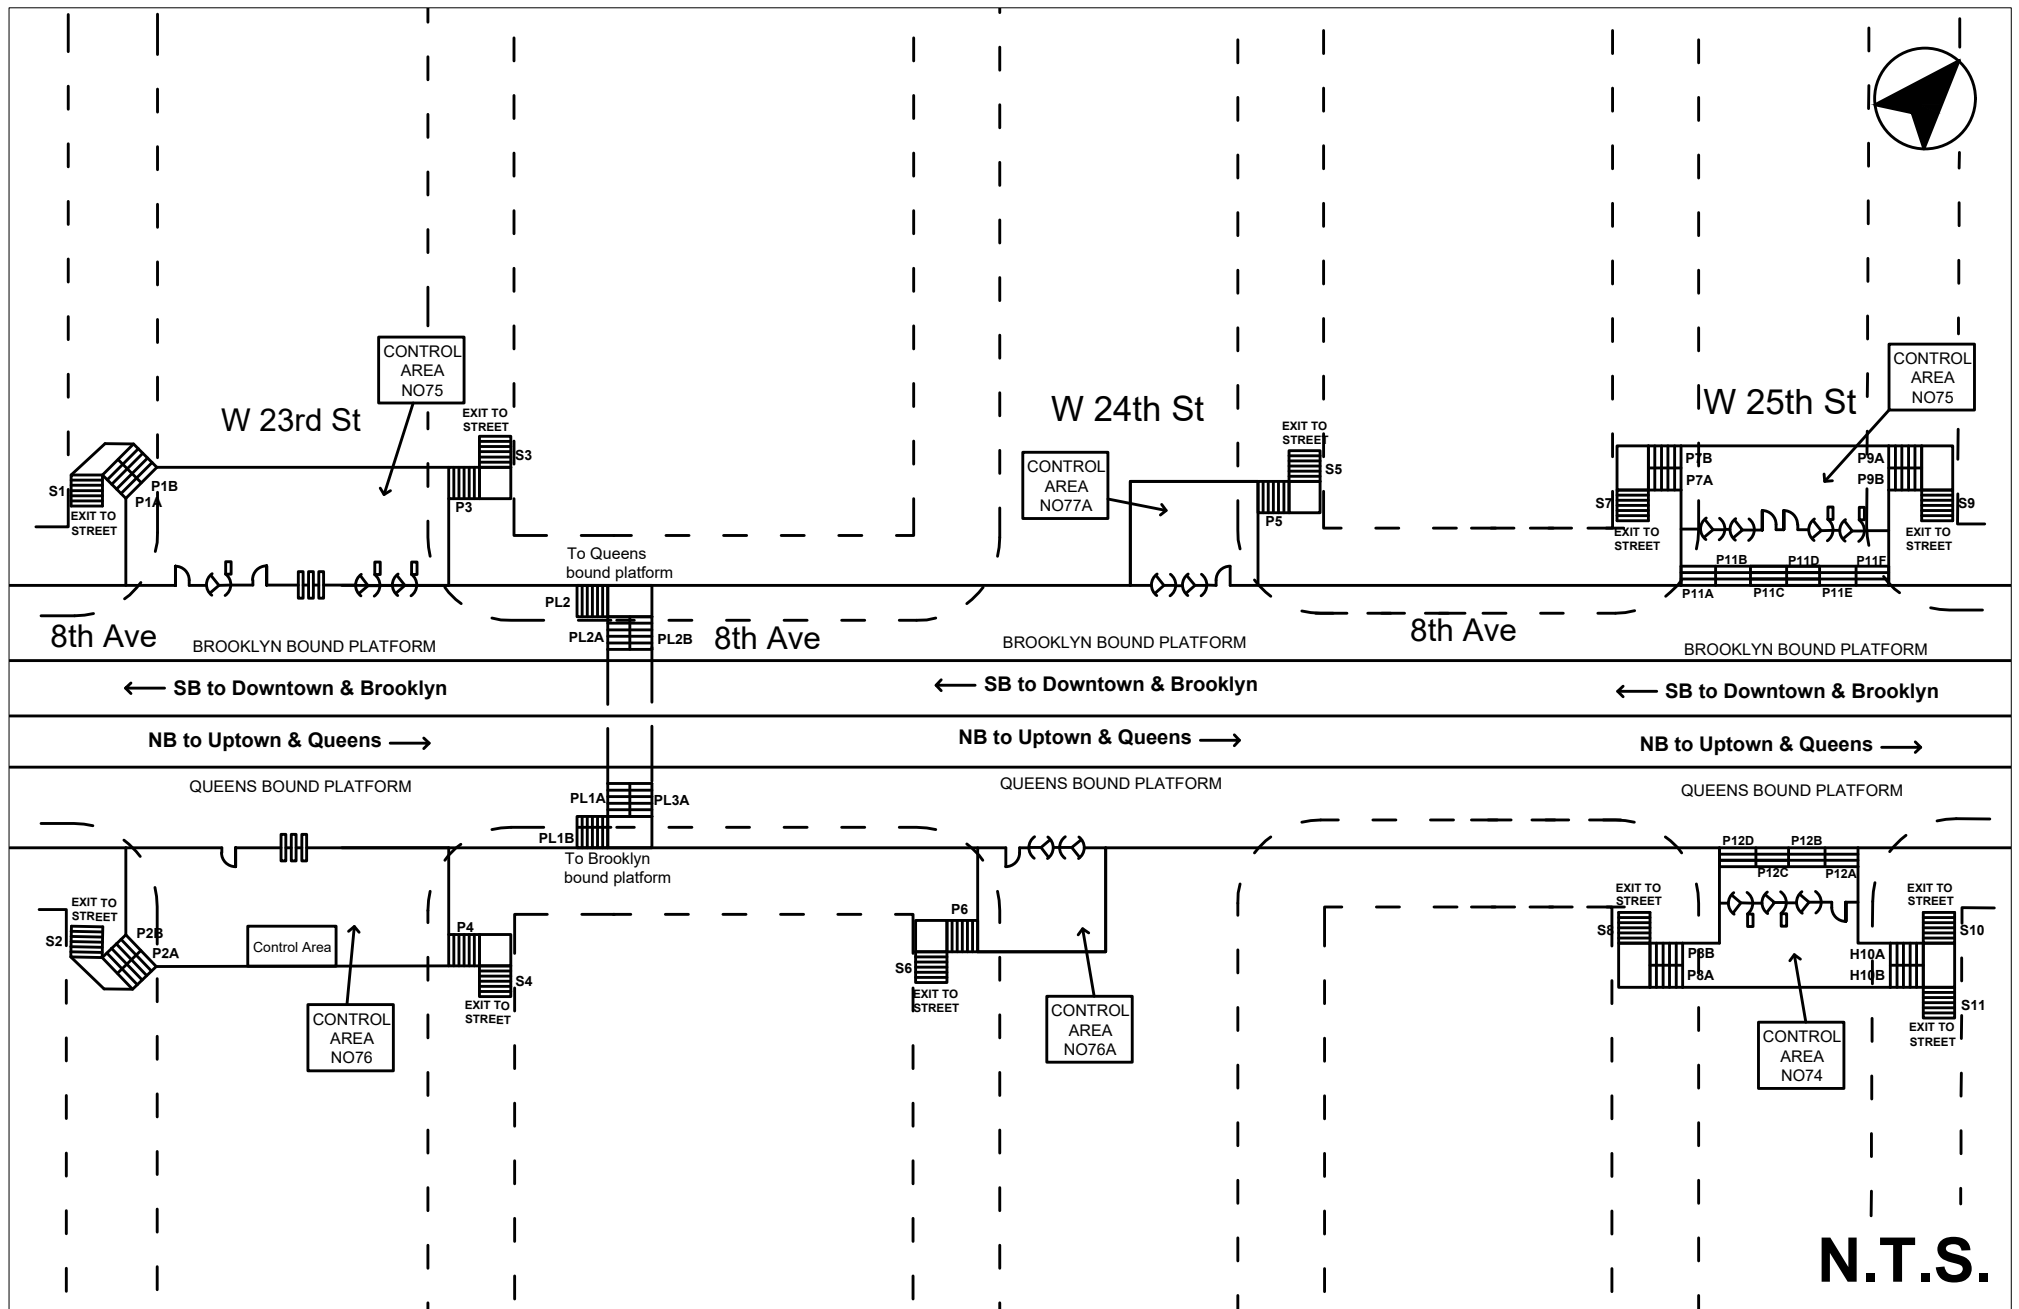 CONTROL
AREA
NO75
W 23rd St
EXIT TO
STREET
S3
S1
P1B
P1A
EXIT TO
STREET
P3
W 24th St
CONTROL
AREA
NO77A
EXIT TO
STREET
S5
P5
W 25th St
CONTROL
AREA
NO75
P7B
P7A
P9A
P9B
S7
S9
EXIT TO
STREET
EXIT TO
STREET
P11B
P11D
P11F
P11A
P11C
P11E
To Queens
bound platform
PL2
PL2A
PL2B
8th Ave
8th Ave
8th Ave
BROOKLYN BOUND PLATFORM
BROOKLYN BOUND PLATFORM
BROOKLYN BOUND PLATFORM
SB to Downtown & Brooklyn
SB to Downtown & Brooklyn
SB to Downtown & Brooklyn
NB to Uptown & Queens
NB to Uptown & Queens
NB to Uptown & Queens
QUEENS BOUND PLATFORM
QUEENS BOUND PLATFORM
QUEENS BOUND PLATFORM
PL1A
PL3A
PL1B
To Brooklyn
bound platform
EXIT TO
STREET
S2
P2B
P2A
Control Area
P4
S4
EXIT TO
STREET
CONTROL
AREA
NO76
P6
S6
EXIT TO
STREET
CONTROL
AREA
NO76A
P12D
P12B
P12C
P12A
EXIT TO
STREET
S8
P8B
P8A
EXIT TO
STREET
S10
H10A
H10B
S11
EXIT TO
STREET
CONTROL
AREA
NO74
N.T.S.